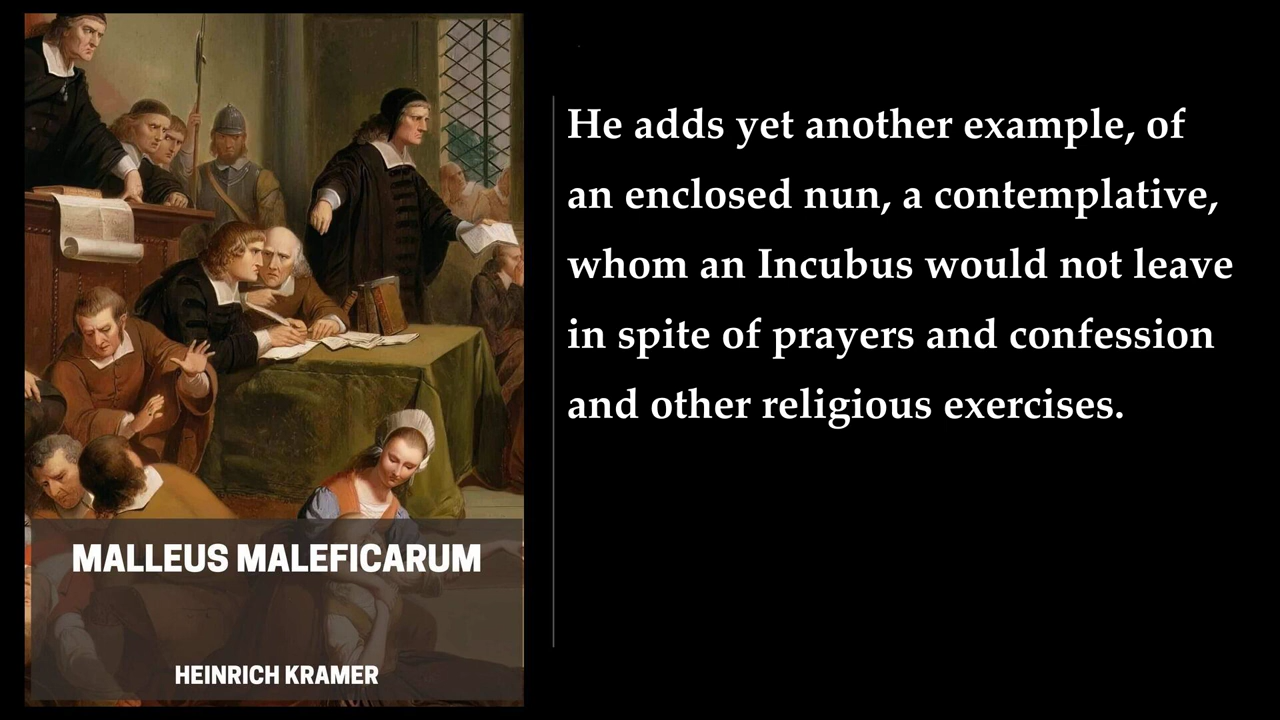 MALLEUS MALEFICARUM
HEINRICH KRAMER
He adds yet another example, of
an enclosed nun, a contemplative,
whom an Incubus would not leave
in spite of prayers and confession
and other religious exercises.